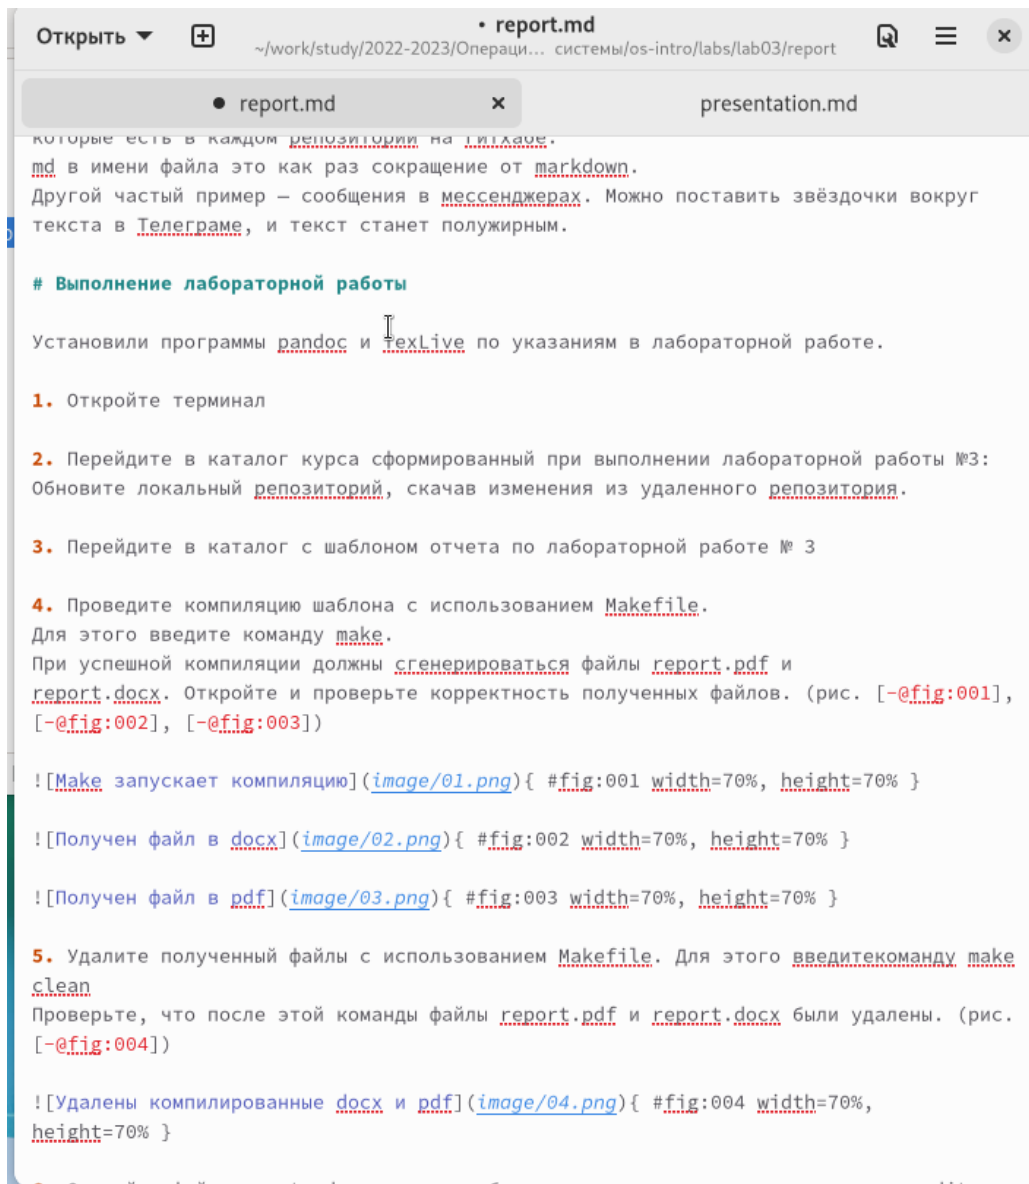 Открыть
• report.md
~/work/study/2022-2023/Операци… системы/os-intro/labs/lab03/report
● report.md
presentation.md
которые есть в каждом репозитории на гитхабе.
md в имени файла это как раз сокращение от markdown.
Другой частый пример — сообщения в мессенджерах. Можно поставить звёздочки вокруг
текста в Телеграме, и текст станет полужирным.
# Выполнение лабораторной работы
Установили программы pandoc и TexLive по указаниям в лабораторной работе.
1. Откройте терминал
2. Перейдите в каталог курса сформированный при выполнении лабораторной работы №3:
Обновите локальный репозиторий, скачав изменения из удаленного репозитория.
3. Перейдите в каталог с шаблоном отчета по лабораторной работе № 3
4. Проведите компиляцию шаблона с использованием Makefile.
Для этого введите команду make.
При успешной компиляции должны сгенерироваться файлы report.pdf и
report.docx. Откройте и проверьте корректность полученных файлов. (рис. [-@fig:001],
[-@fig:002], [-@fig:003])
![Make запускает компиляцию](image/01.png){ #fig:001 width=70%, height=70% }
![Получен файл в docx](image/02.png){ #fig:002 width=70%, height=70% }
![Получен файл в pdf](image/03.png){ #fig:003 width=70%, height=70% }
5. Удалите полученный файлы с использованием Makefile. Для этого введитекоманду make
clean
Проверьте, что после этой команды файлы report.pdf и report.docx были удалены. (рис.
[-@fig:004])
![Удалены компилированные docx и pdf](image/04.png){ #fig:004 width=70%,
height=70% }